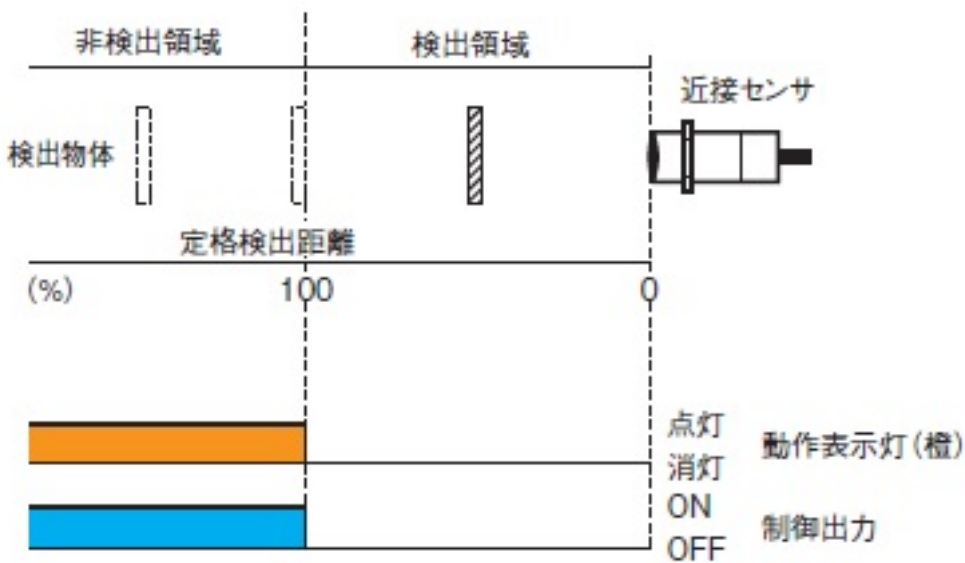 非検出領域
検出領域
近接センサ
検出物体
定格検出距離
(%)
100
0
点灯
消灯
動作表示灯(橙)
ON
OFF
制御出力